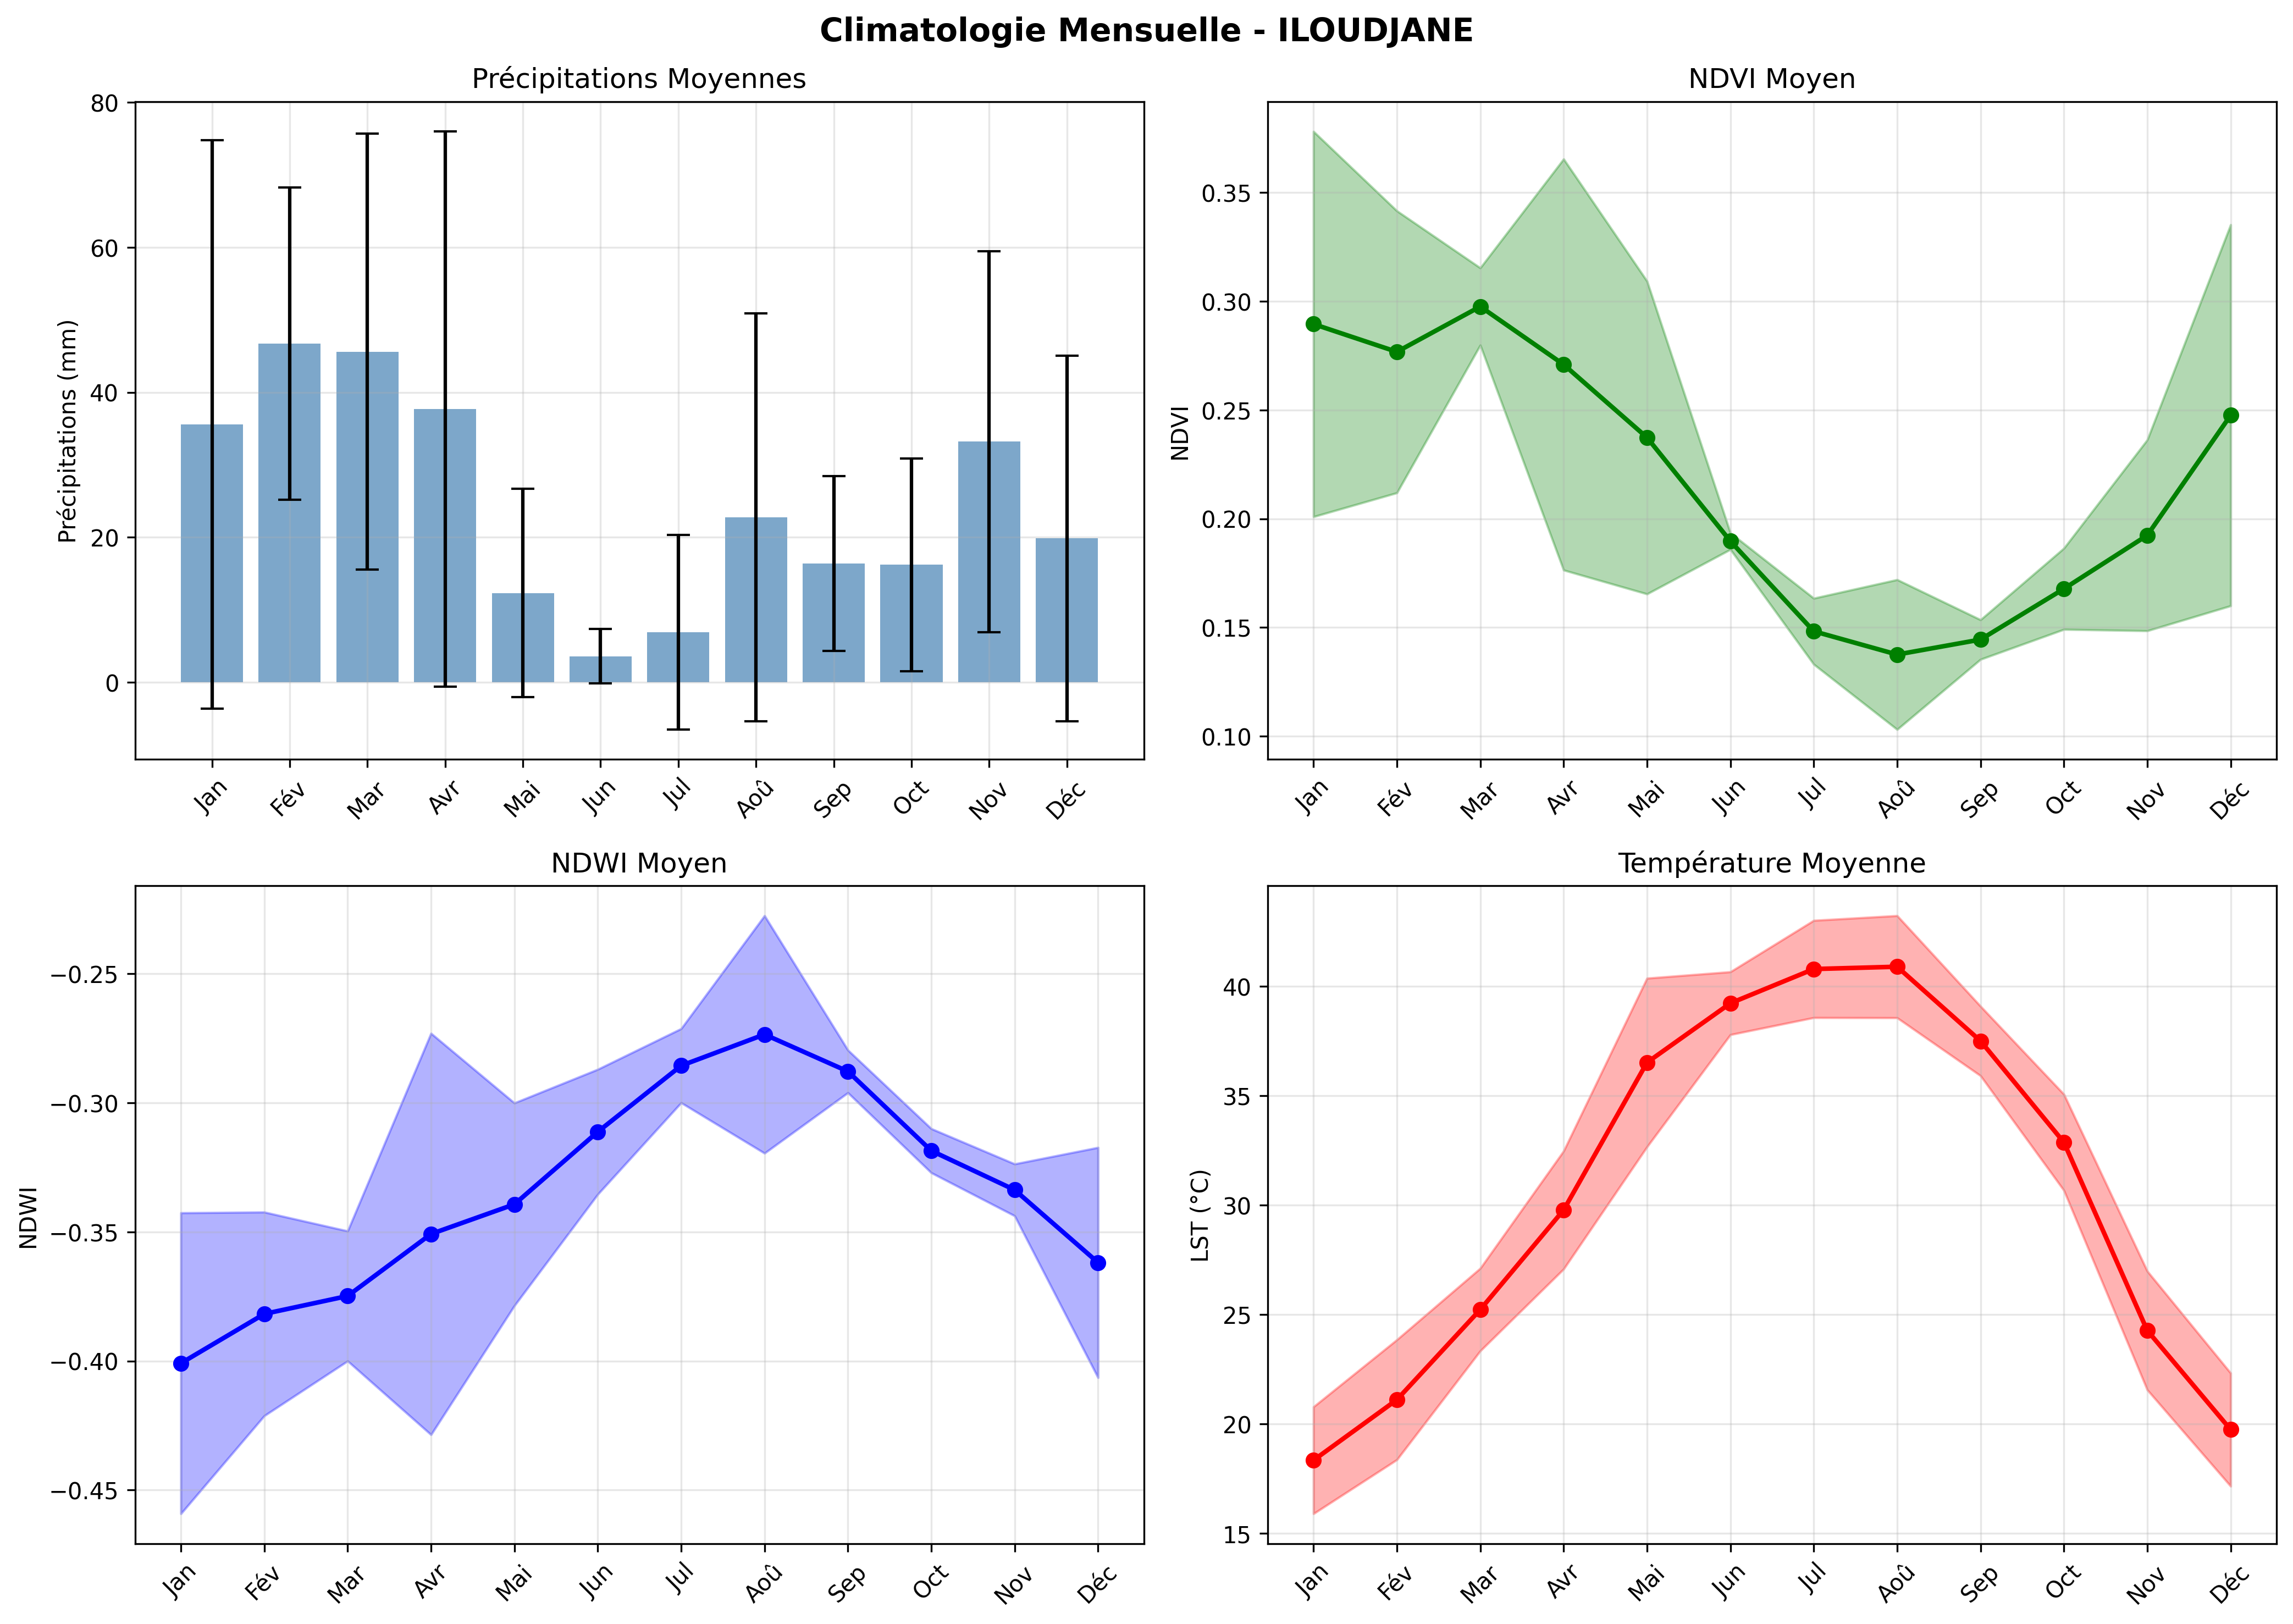 Climatologie Mensuelle - ILOUDJANE
Précipitations Moyennes
Précipitations (mm)
80
60
40
20
0
Jan Fév Mar Avr Mai Jun Jul Aoû Sep Oct Nov Déc
NDVI Moyen
NDVI
0.35
0.30
0.25
0.20
0.15
0.10
Jan Fév Mar Avr Mai Jun Jul Aoû Sep Oct Nov Déc
NDWI Moyen
NDWI
−0.25
−0.30
−0.35
−0.40
−0.45
Jan Fév Mar Avr Mai Jun Jul Aoû Sep Oct Nov Déc
Température Moyenne
LST (°C)
40
35
30
25
20
15
Jan Fév Mar Avr Mai Jun Jul Aoû Sep Oct Nov Déc